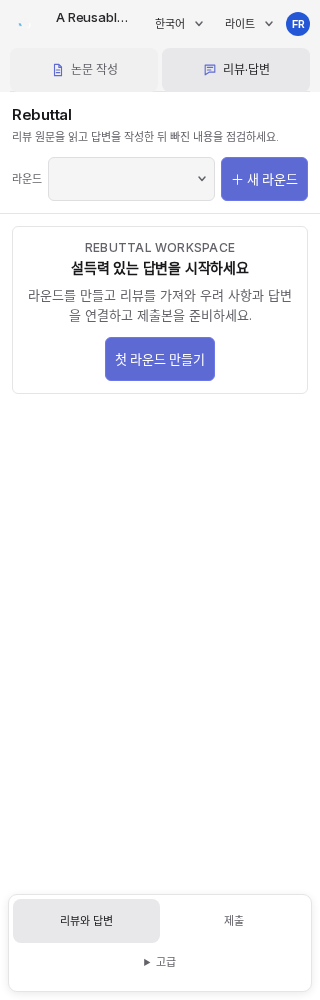 A Reusabl…
한국어
라이트
FR
논문 작성
리뷰·답변
Rebuttal
리뷰 원문을 읽고 답변을 작성한 뒤 빠진 내용을 점검하세요.
라운드
+ 새 라운드
REBUTTAL WORKSPACE
설득력 있는 답변을 시작하세요
라운드를 만들고 리뷰를 가져와 우려 사항과 답변
을 연결하고 제출본을 준비하세요.
첫 라운드 만들기
리뷰와 답변
제출
▶ 고급